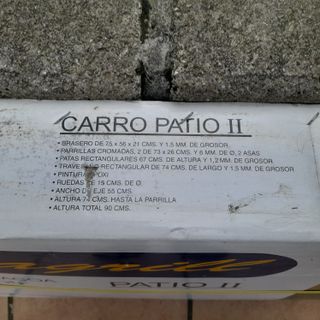 CARRO PATIO II
• BRASERO DE 75 x 56 x 21 CMS. Y 1,5 MM. DE GROSOR.
• PARRILLAS CROMADAS, 2 DE 73 x 26 CMS. Y 6 MM. DE Ø, 2 ASAS
• PATAS RECTANGULARES 67 CMS. DE ALTURA Y 1,2 MM. DE GROSOR.
• TRAVESAÑO RECTANGULAR DE 74 CMS. DE LARGO Y 1,5 MM. DE GROSOR
• PINTURA EPOXI
• RUEDAS DE 15 CMS. DE Ø.
• ANCHO DE EJE 55 CMS.
• ALTURA 74 CMS. HASTA LA PARRILLA.
• ALTURA TOTAL 90 CMS.
PATIO II